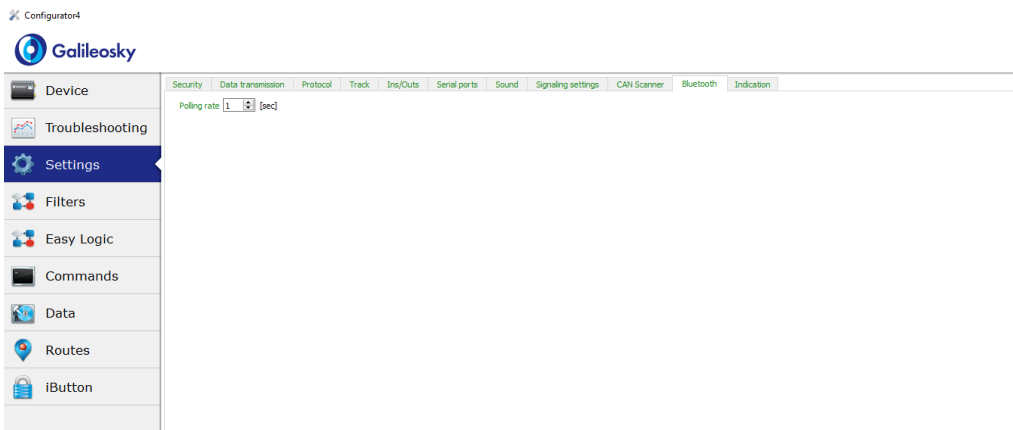 Configurator4
Galileosky
Device
Troubleshooting
Settings
Filters
Easy Logic
Commands
Data
Routes
iButton
Security Data transmission Protocol Track Ins/Outs Serial ports Sound Signaling settings CAN Scanner Bluetooth Indication
Polling rate 1 [sec]